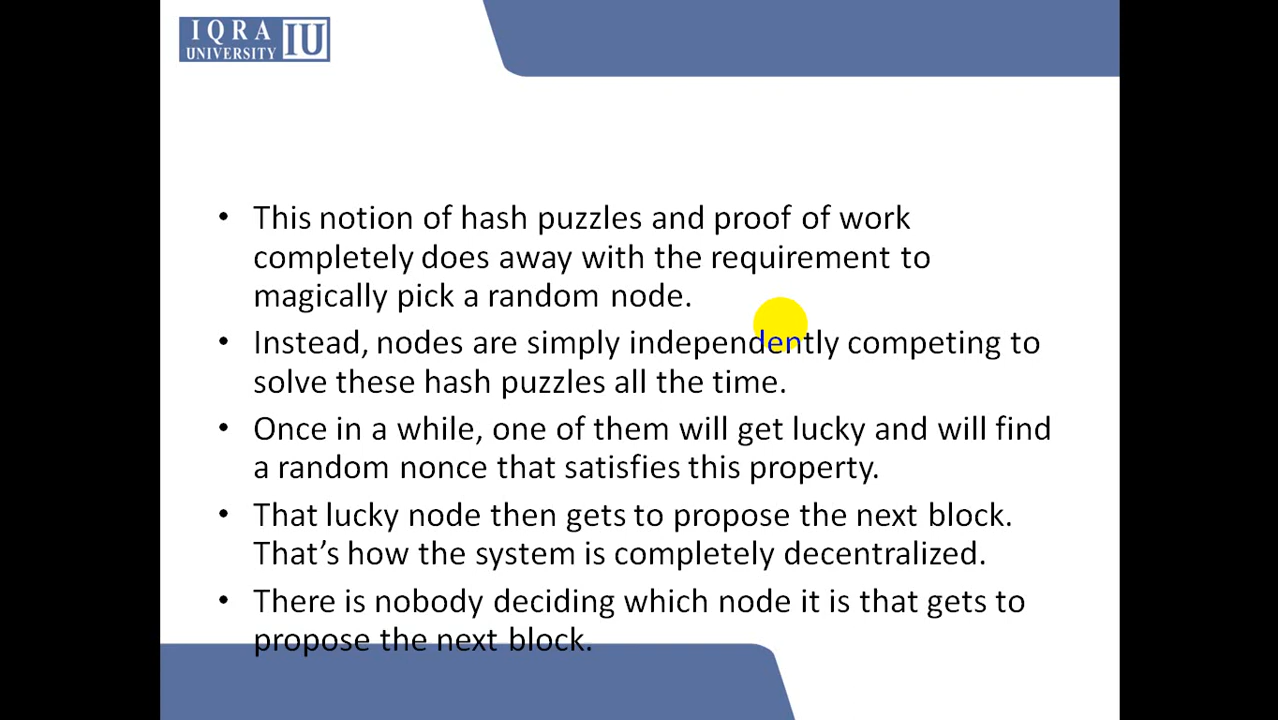 IQRA
UNIVERSITY IU
• This notion of hash puzzles and proof of work
completely does away with the requirement to
magically pick a random node.
• Instead, nodes are simply independently competing to
solve these hash puzzles all the time.
• Once in a while, one of them will get lucky and will find
a random nonce that satisfies this property.
• That lucky node then gets to propose the next block.
That’s how the system is completely decentralized.
• There is nobody deciding which node it is that gets to
propose the next block.